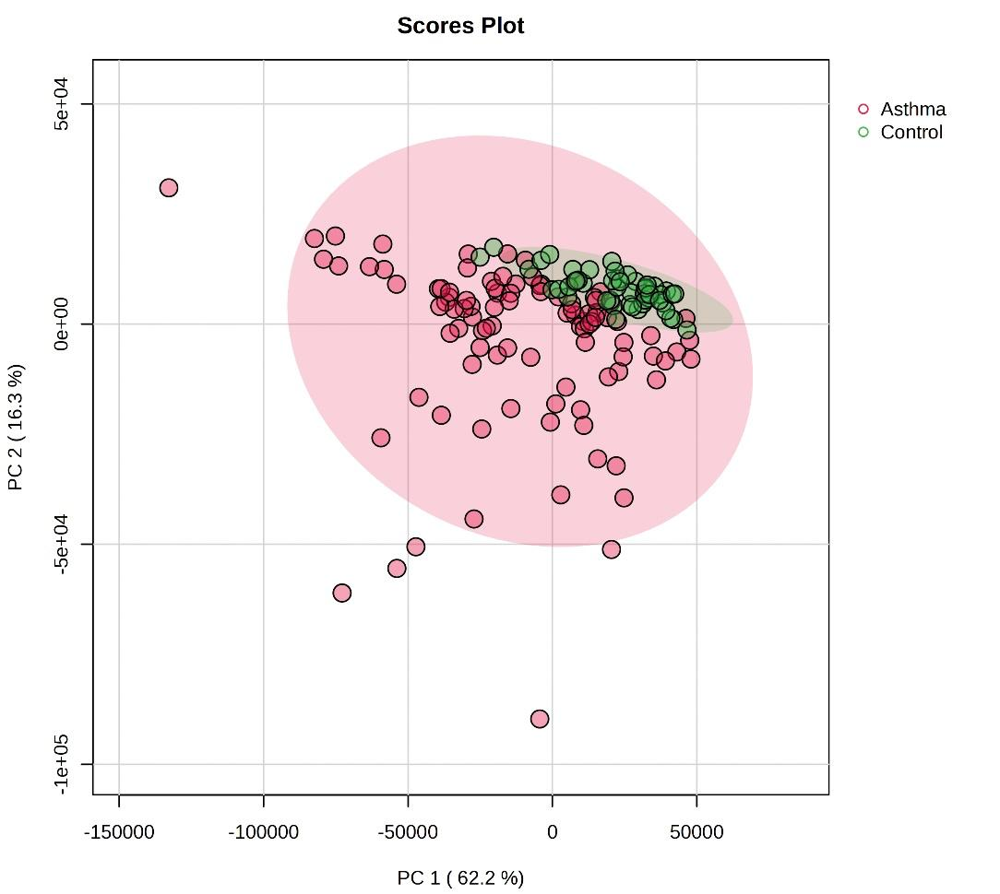 Scores Plot
5e+04
0e+00
-5e+04
-1e+05
PC 2 ( 16.3 %)
-150000 -100000 -50000 0 50000
PC 1 ( 62.2 %)
Asthma
Control